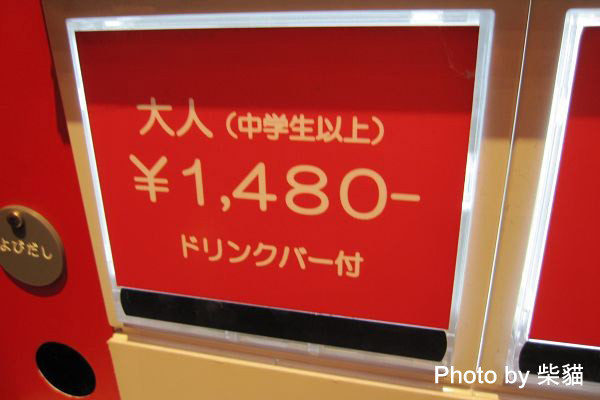 大人（中学生以上）
¥1,480-
ドリンクバー付
よびだし
Photo by 柴貓